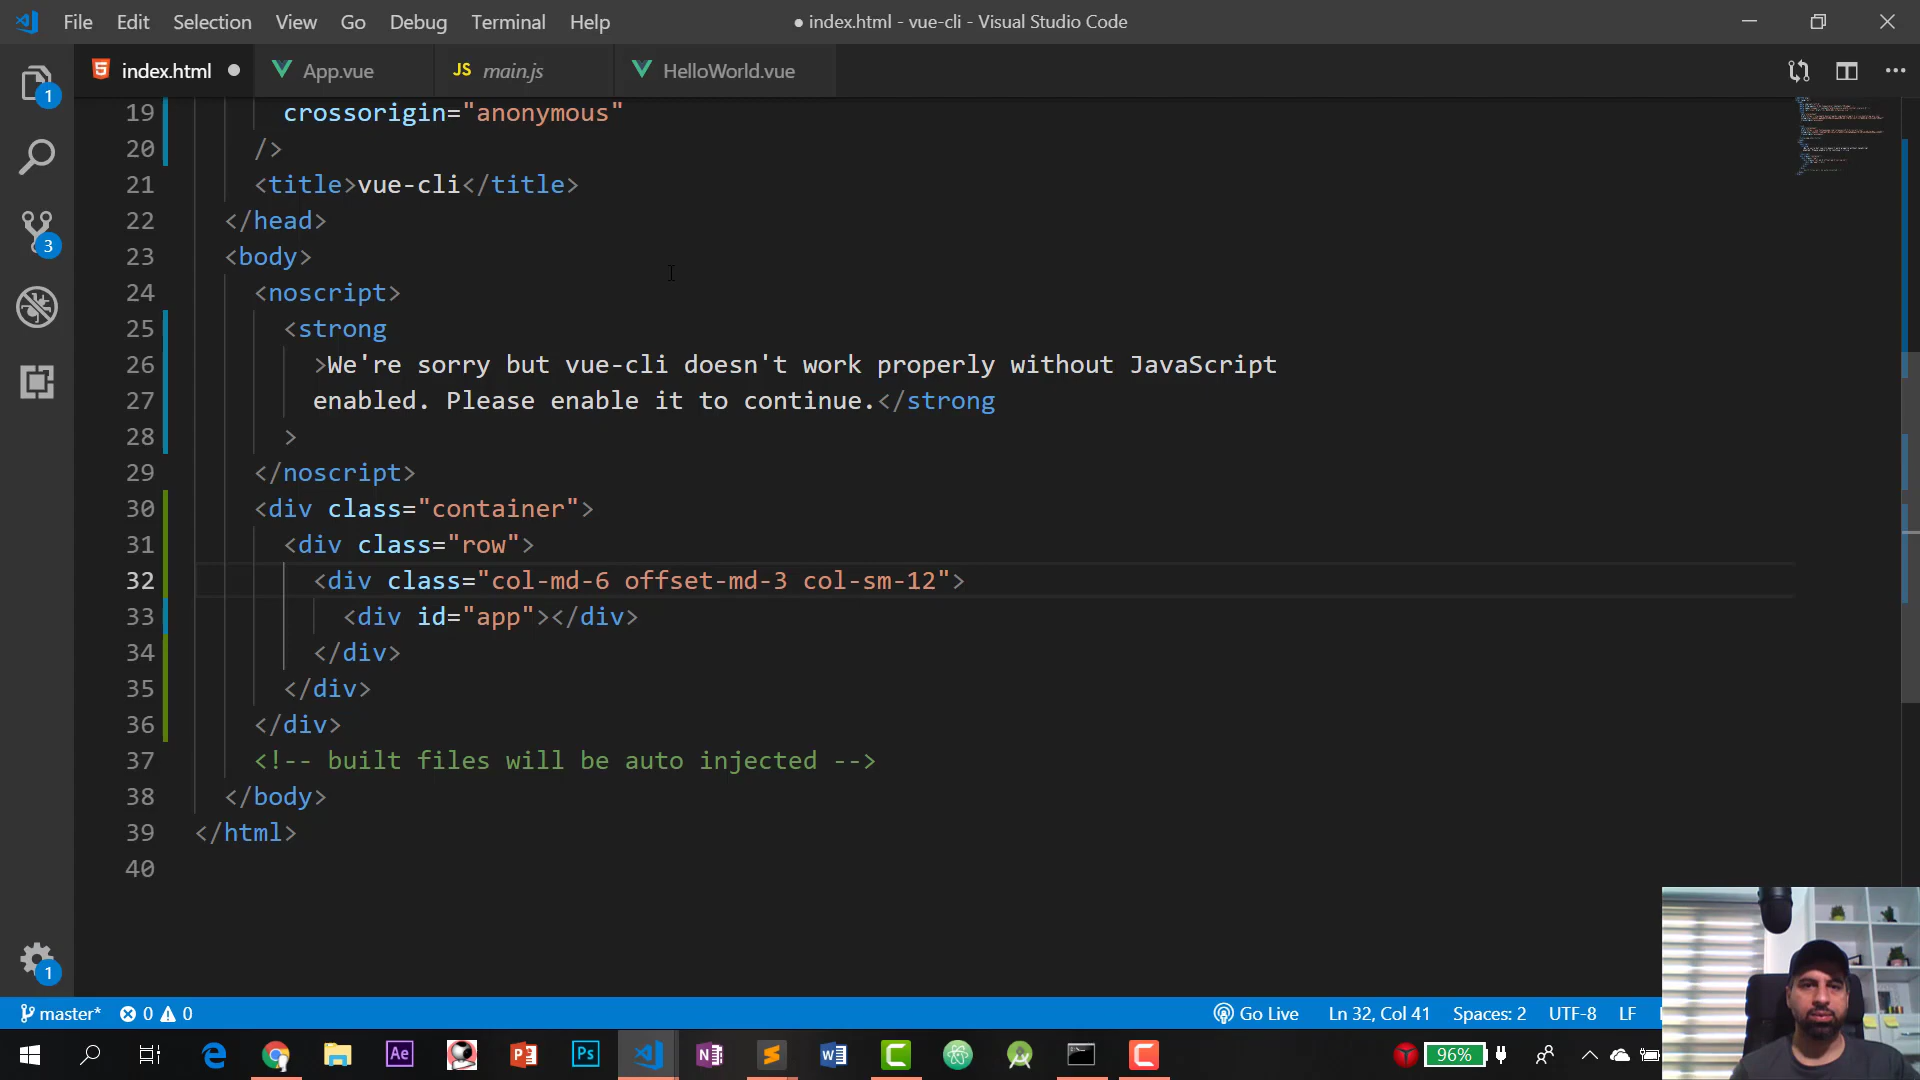 File Edit Selection View Go Debug Terminal Help ● index.html - vue-cli - Visual Studio Code
index.html ● App.vue JS main.js HelloWorld.vue
1
19 crossorigin="anonymous"
20 />
21 <title>vue-cli</title>
22 </head>
3
23 <body>
24 <noscript>
25 <strong
26 >We're sorry but vue-cli doesn't work properly without JavaScript
27 enabled. Please enable it to continue.</strong
28 >
29 </noscript>
30 <div class="container">
31 <div class="row">
32 <div class="col-md-6 offset-md-3 col-sm-12">
33 <div id="app"></div>
34 </div>
35 </div>
36 </div>
37 <!-- built files will be auto injected -->
38 </body>
39 </html>
40
1
master* 0 0 Go Live Ln 32, Col 41 Spaces: 2 UTF-8 LF
Ae Ps 96%